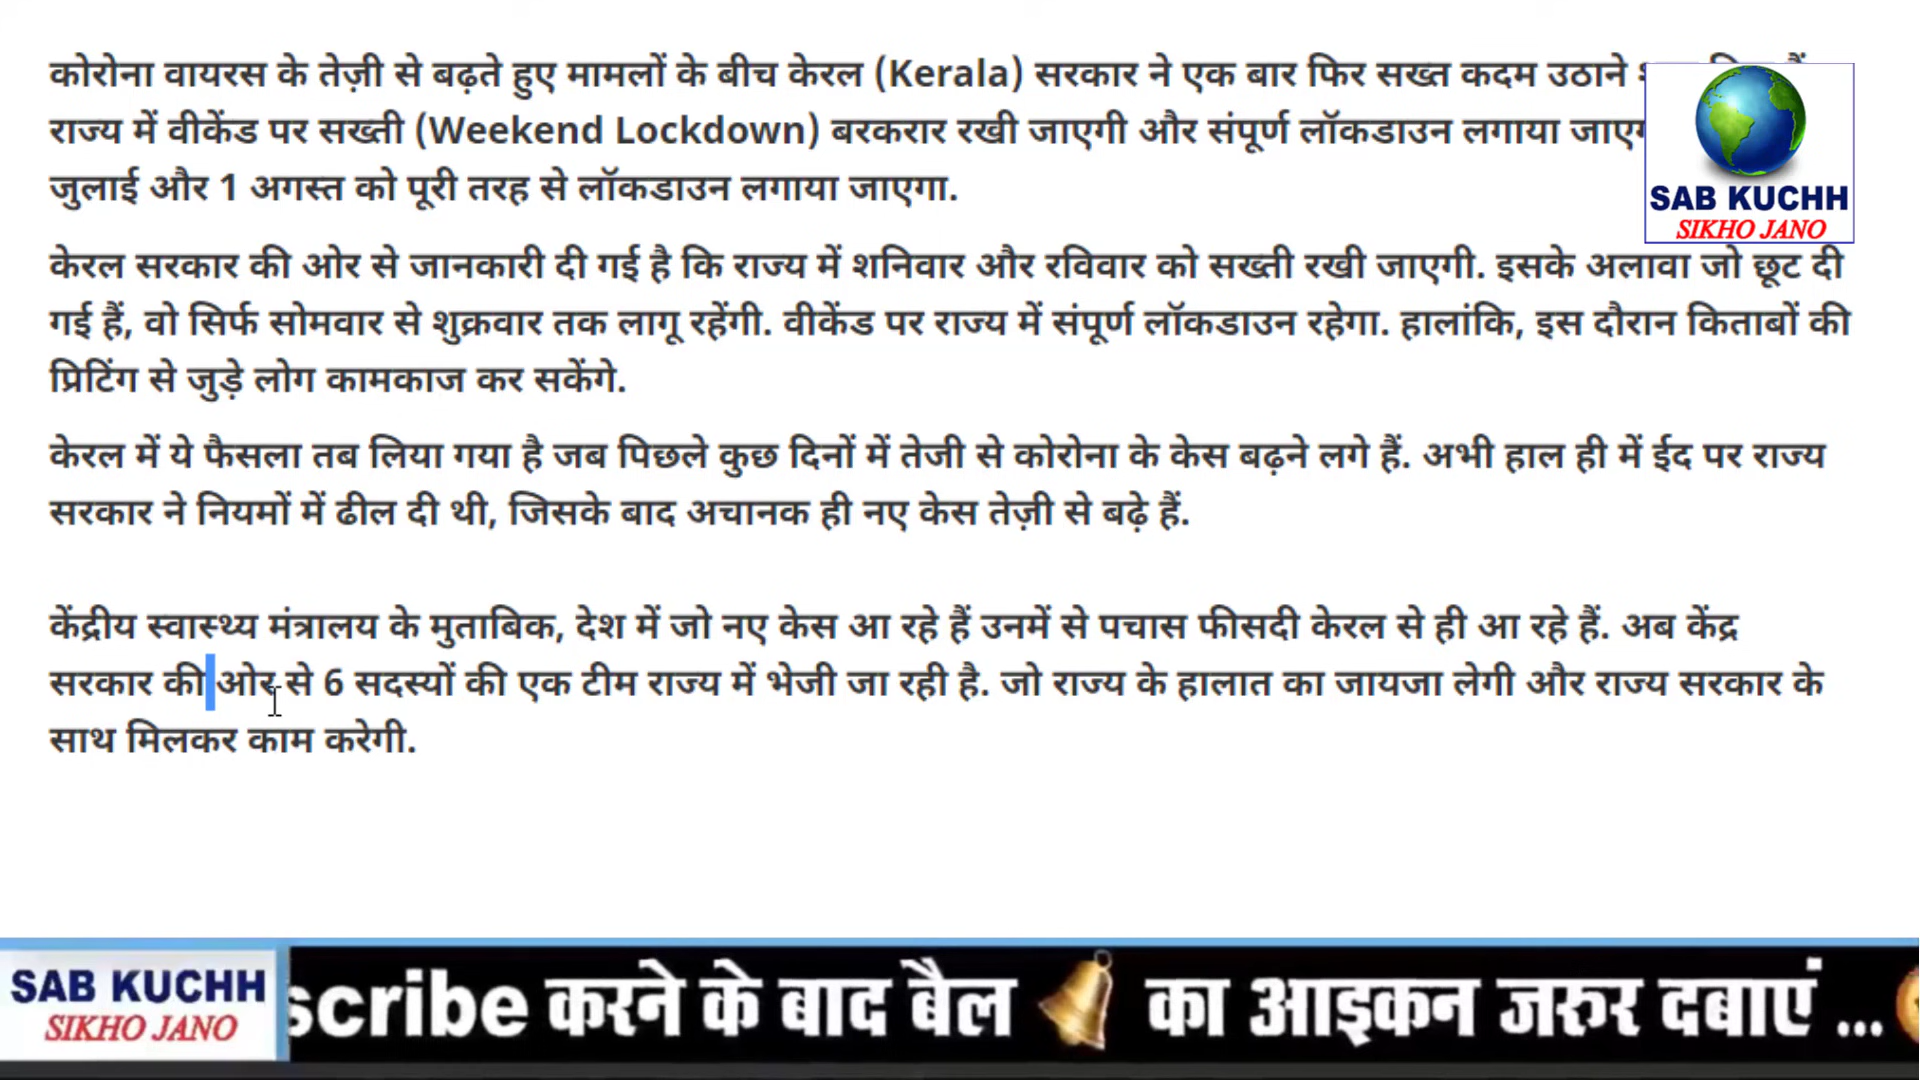 कोरोना वायरस के तेज़ी से बढ़ते हुए मामलों के बीच केरल (Kerala) सरकार ने एक बार फिर सख्त कदम उठाने
राज्य में वीकेंड पर सख्ती (Weekend Lockdown) बरकरार रखी जाएगी और संपूर्ण लॉकडाउन लगाया
जुलाई और 1 अगस्त को पूरी तरह से लॉकडाउन लगाया जाएगा.
SAB KUCHH
SIKHO JANO
केरल सरकार की ओर से जानकारी दी गई है कि राज्य में शनिवार और रविवार को सख्ती रखी जाएगी. इसके अलावा जो छूट दी
गई हैं, वो सिर्फ सोमवार से शुक्रवार तक लागू रहेंगी. वीकेंड पर राज्य में संपूर्ण लॉकडाउन रहेगा. हालांकि, इस दौरान किताबों की
प्रिटिंग से जुड़े लोग कामकाज कर सकेंगे.
केरल में ये फैसला तब लिया गया है जब पिछले कुछ दिनों में तेजी से कोरोना के केस बढ़ने लगे हैं. अभी हाल ही में ईद पर राज्य
सरकार ने नियमों में ढील दी थी, जिसके बाद अचानक ही नए केस तेज़ी से बढ़े हैं.
केंद्रीय स्वास्थ्य मंत्रालय के मुताबिक, देश में जो नए केस आ रहे हैं उनमें से पचास फीसदी केरल से ही आ रहे हैं. अब केंद्र
सरकार की ओर से 6 सदस्यों की एक टीम राज्य में भेजी जा रही है. जो राज्य के हालात का जायजा लेगी और राज्य सरकार के
साथ मिलकर काम करेगी.
SAB KUCHH
SIKHO JANO
scribe करने के बाद बैल का आइकन जरुर दबाएं ...